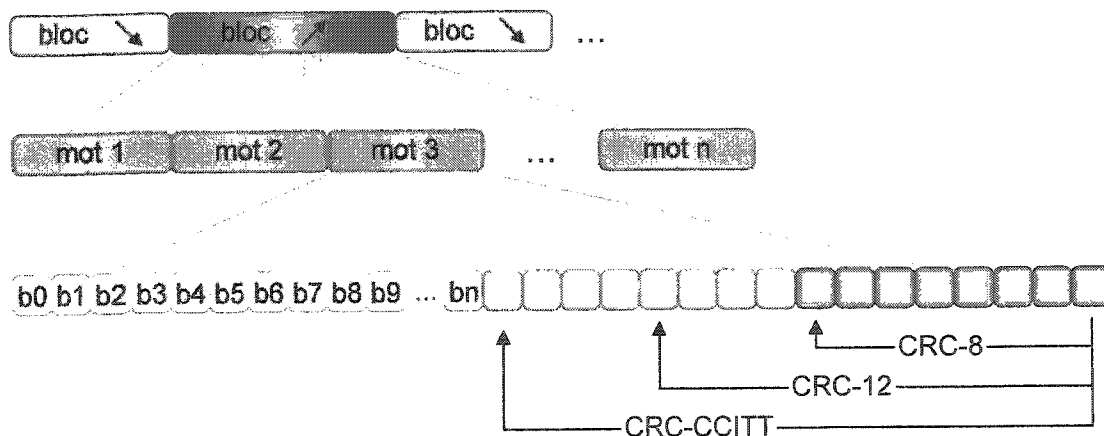 bloc bloc bloc ...
mot 1 mot 2 mot 3 ... mot n
b0 b1 b2 b3 b4 b5 b6 b7 b8 b9 ... bn
CRC-8
CRC-12
CRC-CCITT